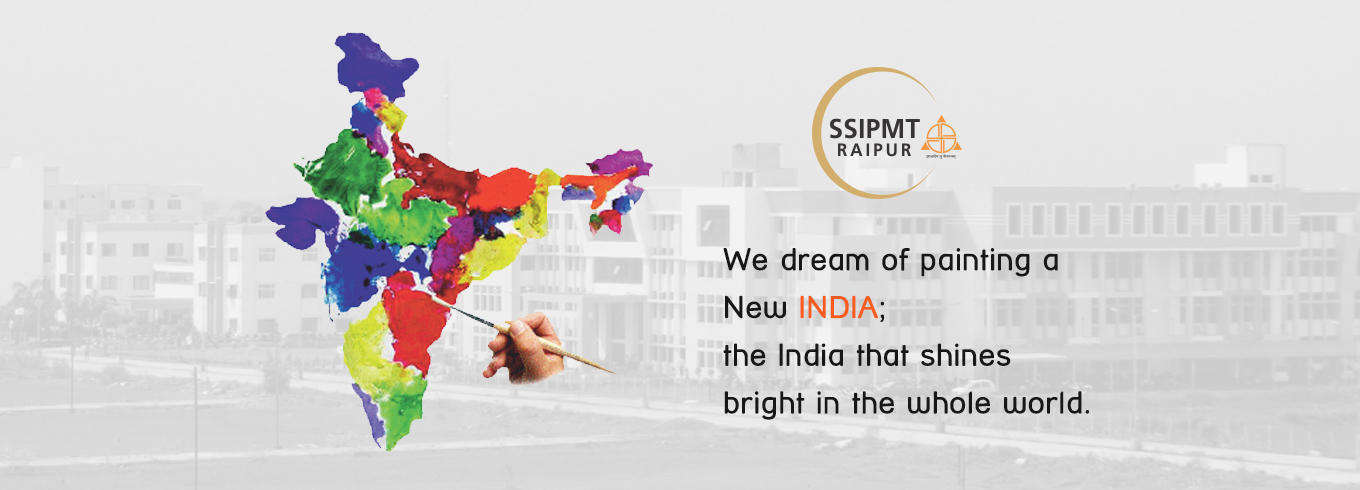 SSIPMT
RAIPUR
We dream of painting a
New INDIA;
the India that shines
bright in the whole world.